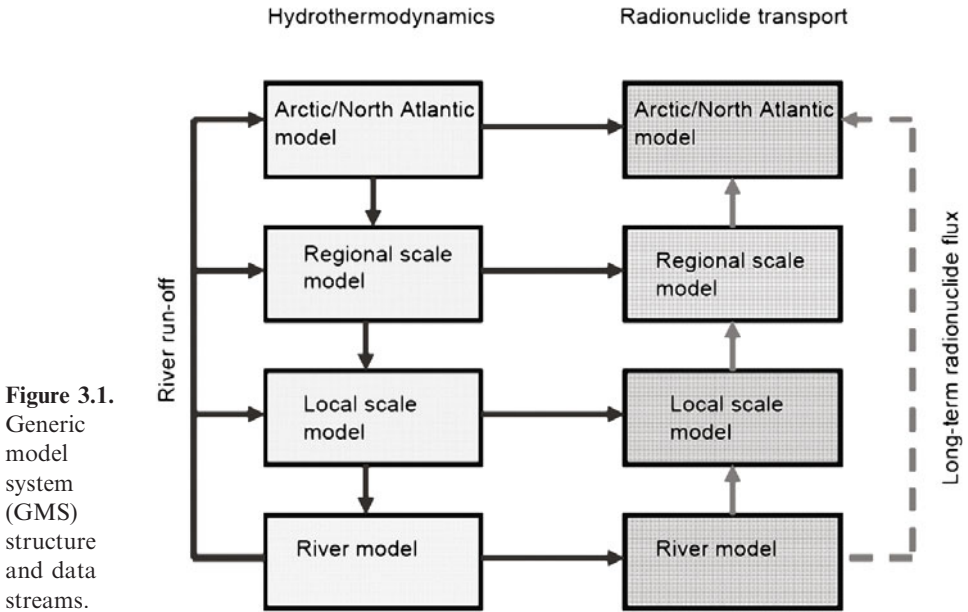 Hydrothermodynamics
Radionuclide transport
Arctic/North Atlantic
model
Arctic/North Atlantic
model
Regional scale
model
Regional scale
model
Local scale
model
Local scale
model
River model
River model
River run-off
Long-term radionuclide flux
Figure 3.1.
Generic
model
system
(GMS)
structure
and data
streams.